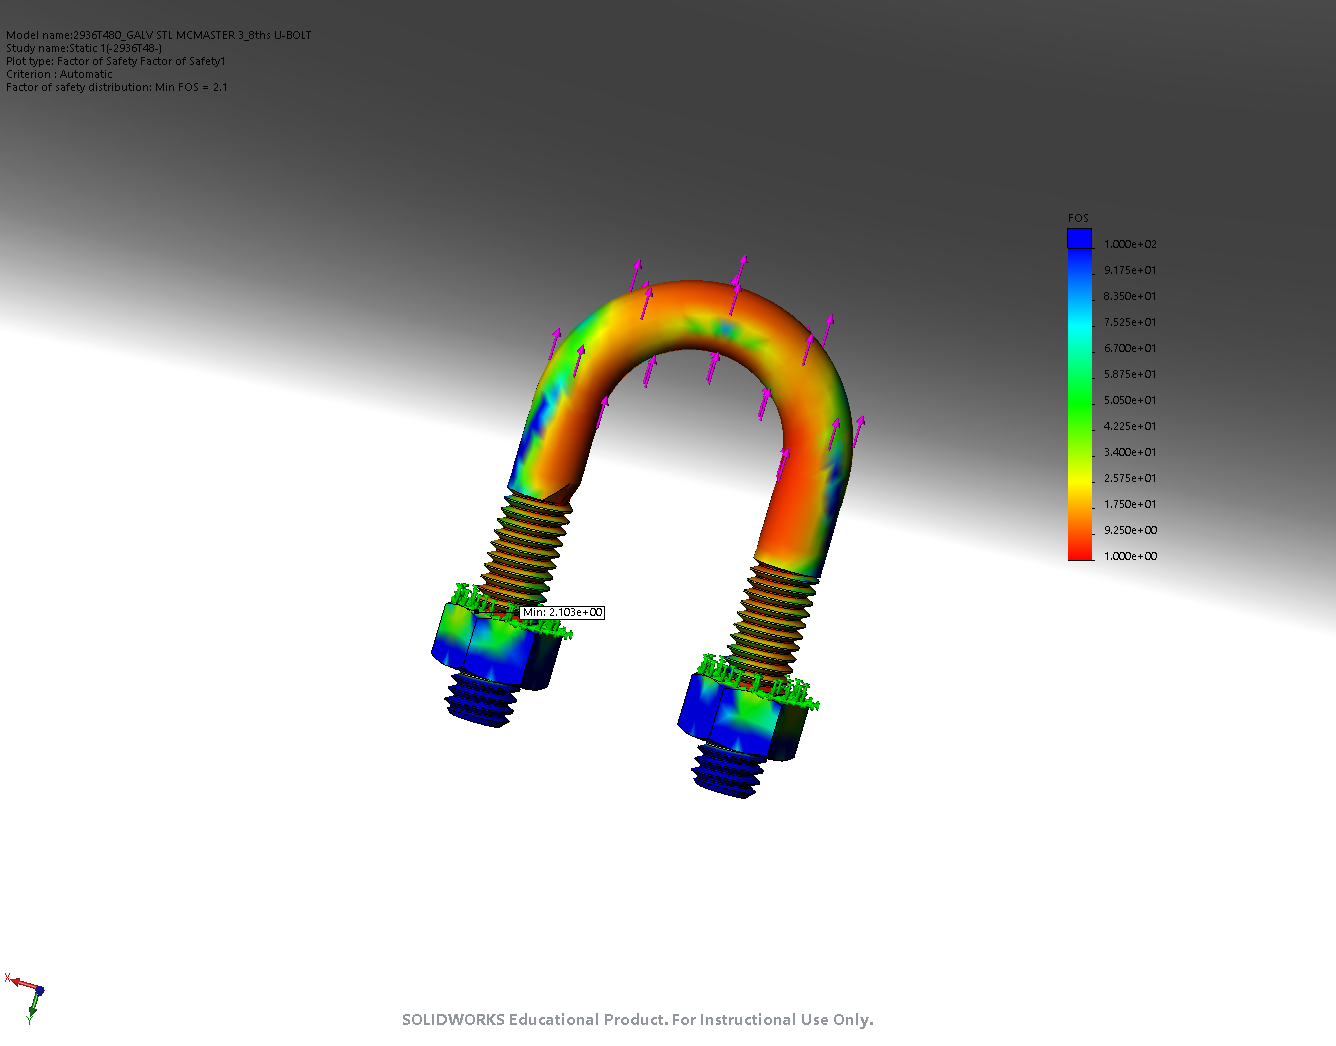 Model name:2936T480_GALV STL MCMASTER 3_8ths U-BOLT
Study name:Static 1(-2936T48-)
Plot type: Factor of Safety Factor of Safety1
Criterion : Automatic
Factor of safety distribution: Min FOS = 2.1
FOS
1.000e+02
9.175e+01
8.350e+01
7.525e+01
6.700e+01
5.875e+01
5.050e+01
4.225e+01
3.400e+01
2.575e+01
1.750e+01
9.250e+00
1.000e+00
Min: 2.103e+00
X
Y
SOLIDWORKS Educational Product. For Instructional Use Only.